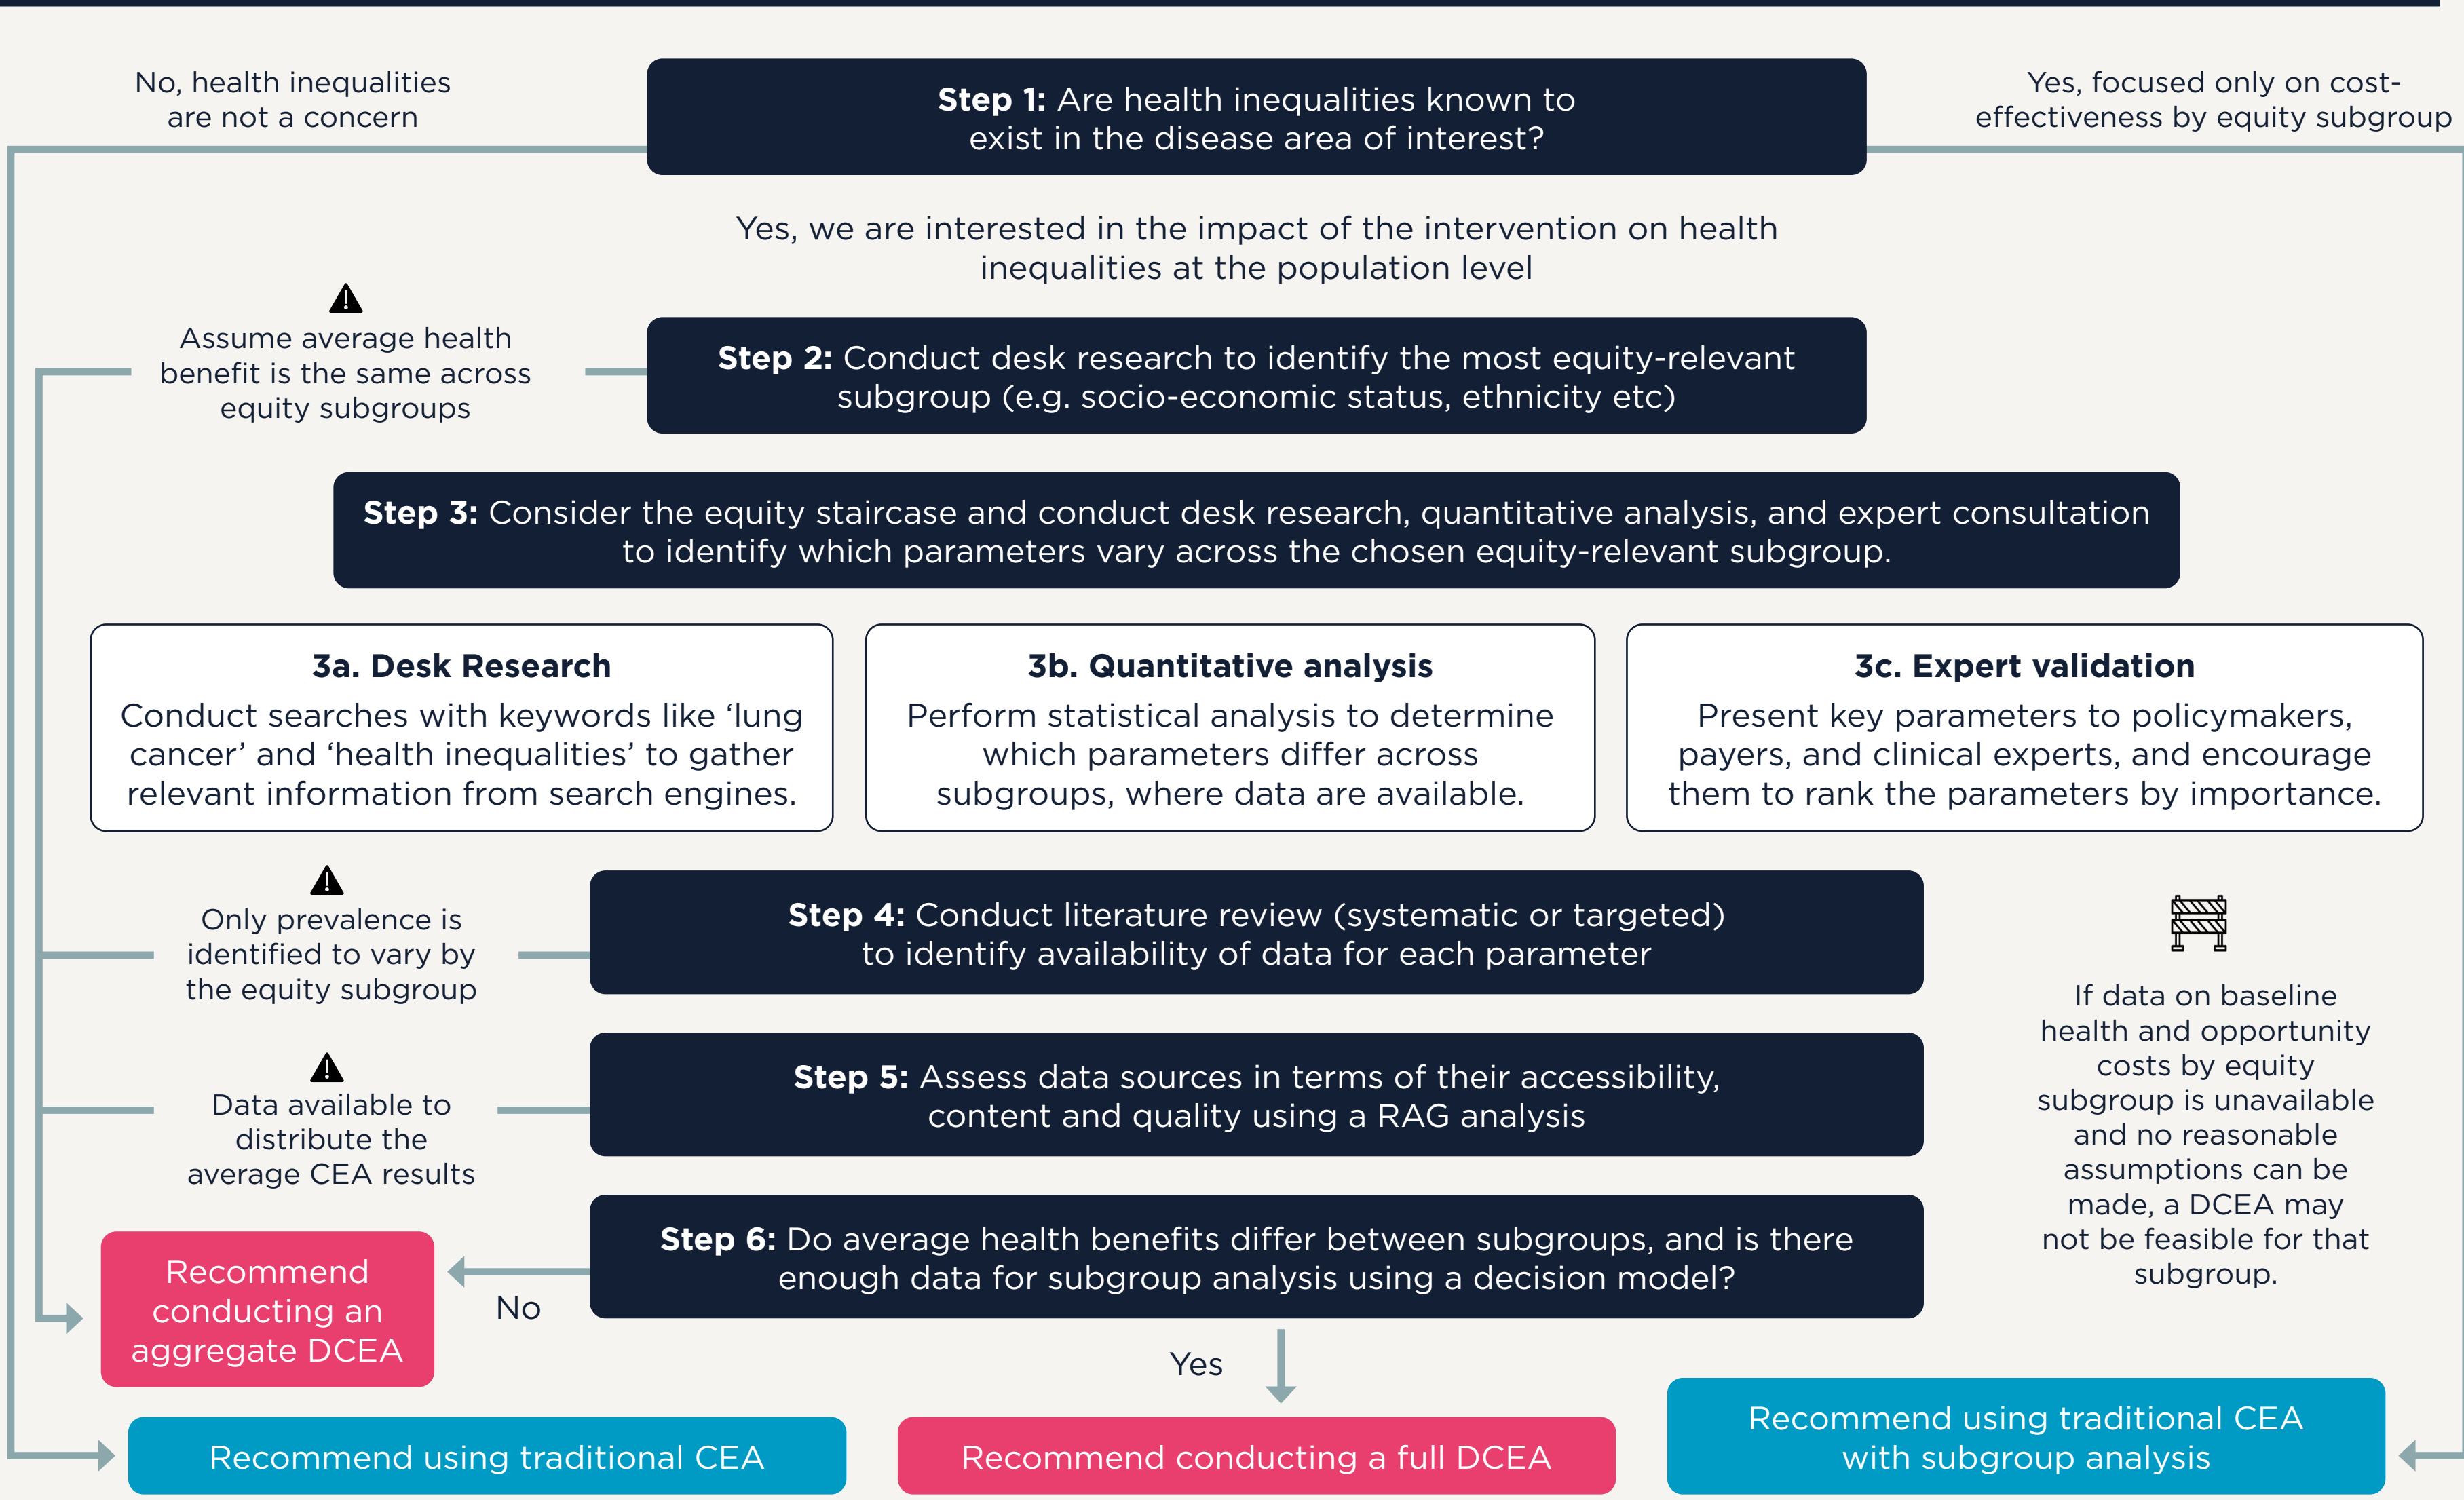 No, health inequalities
are not a concern
Step 1: Are health inequalities known to
exist in the disease area of interest?
Yes, focused only on cost-
effectiveness by equity subgroup
Yes, we are interested in the impact of the intervention on health
inequalities at the population level
Assume average health
benefit is the same across
equity subgroups
Step 2: Conduct desk research to identify the most equity-relevant
subgroup (e.g. socio-economic status, ethnicity etc)
Step 3: Consider the equity staircase and conduct desk research, quantitative analysis, and expert consultation
to identify which parameters vary across the chosen equity-relevant subgroup.
3a. Desk Research
Conduct searches with keywords like ‘lung
cancer’ and ‘health inequalities’ to gather
relevant information from search engines.
3b. Quantitative analysis
Perform statistical analysis to determine
which parameters differ across
subgroups, where data are available.
3c. Expert validation
Present key parameters to policymakers,
payers, and clinical experts, and encourage
them to rank the parameters by importance.
Only prevalence is
identified to vary by
the equity subgroup
Step 4: Conduct literature review (systematic or targeted)
to identify availability of data for each parameter
Data available to
distribute the
average CEA results
Step 5: Assess data sources in terms of their accessibility,
content and quality using a RAG analysis
If data on baseline
health and opportunity
costs by equity
subgroup is unavailable
and no reasonable
assumptions can be
made, a DCEA may
not be feasible for that
subgroup.
Step 6: Do average health benefits differ between subgroups, and is there
enough data for subgroup analysis using a decision model?
No
Recommend
conducting an
aggregate DCEA
Yes
Recommend using traditional CEA
Recommend conducting a full DCEA
Recommend using traditional CEA
with subgroup analysis